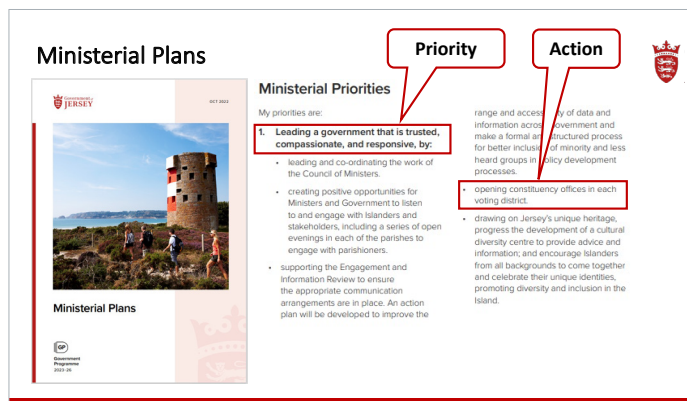 Ministerial Plans
Priority
Action
Government of
JERSEY
OCT 2023
Ministerial Plans
GP
Government
Programme
2023-26
Ministerial Priorities
My priorities are:
1. Leading a government that is trusted,
compassionate, and responsive, by:
• leading and co-ordinating the work of
the Council of Ministers.
• creating positive opportunities for
Ministers and Government to listen
to and engage with Islanders and
stakeholders, including a series of open
evenings in each of the parishes to
engage with parishioners.
• supporting the Engagement and
Information Review to ensure
the appropriate communication
arrangements are in place. An action
plan will be developed to improve the
range and access ty of data and
information across overnment and
make a formal an structured process
for better inclusi of minority and less
heard groups in licy development
processes.
• opening constituency offices in each
voting district.
• drawing on Jersey's unique heritage,
progress the development of a cultural
diversity centre to provide advice and
information; and encourage Islanders
from all backgrounds to come together
and celebrate their unique identities,
promoting diversity and inclusion in the
Island.